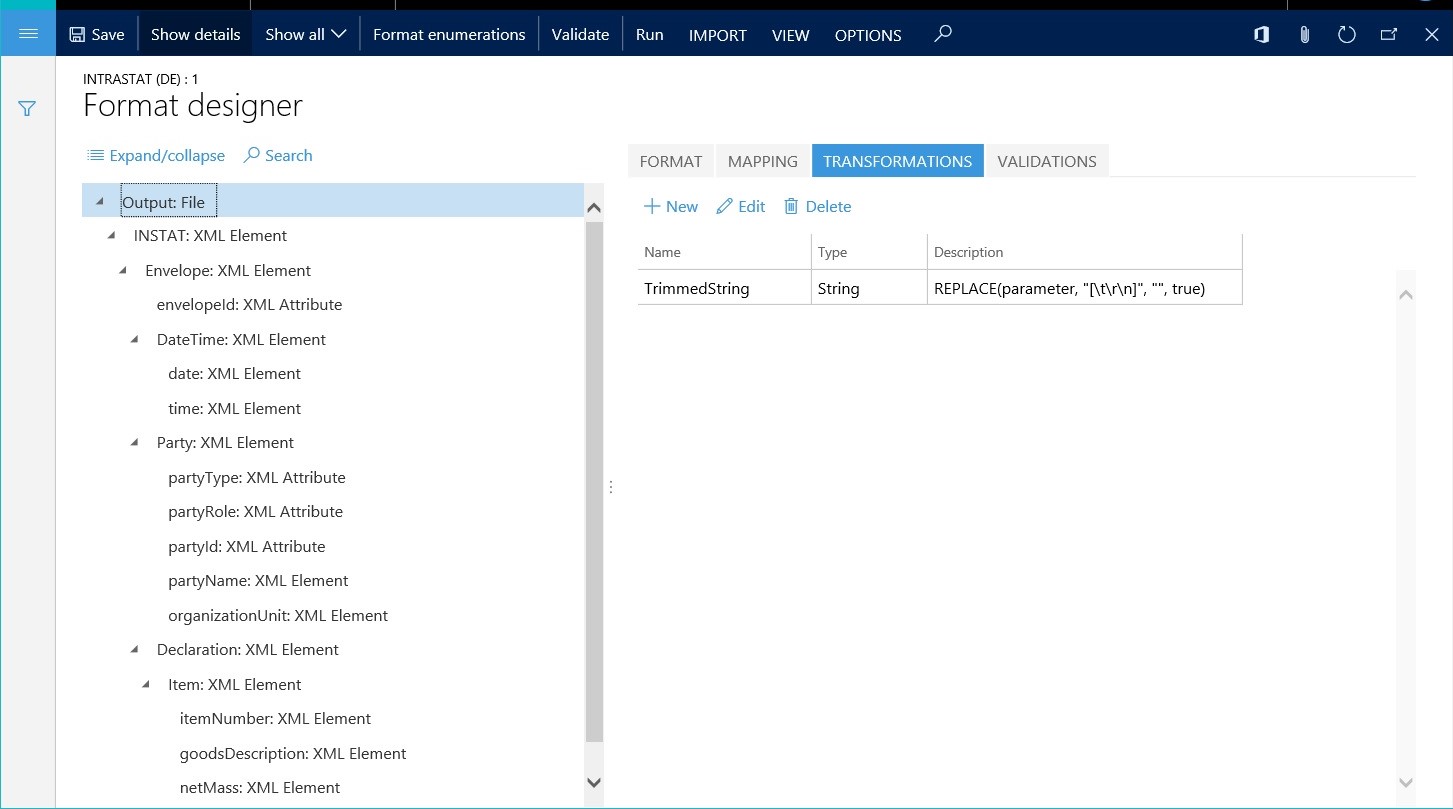 Save Show details Show all Format enumerations Validate Run IMPORT VIEW OPTIONS
INTRASTAT (DE) : 1
Format designer
Expand/collapse Search
Output: File
INSTAT: XML Element
Envelope: XML Element
envelopeId: XML Attribute
DateTime: XML Element
date: XML Element
time: XML Element
Party: XML Element
partyType: XML Attribute
partyRole: XML Attribute
partyId: XML Attribute
partyName: XML Element
organizationUnit: XML Element
Declaration: XML Element
Item: XML Element
itemNumber: XML Element
goodsDescription: XML Element
netMass: XML Element
FORMAT MAPPING TRANSFORMATIONS VALIDATIONS
New Edit Delete
Name Type Description
TrimmedString String REPLACE(parameter, "[\t\r\n]", "", true)